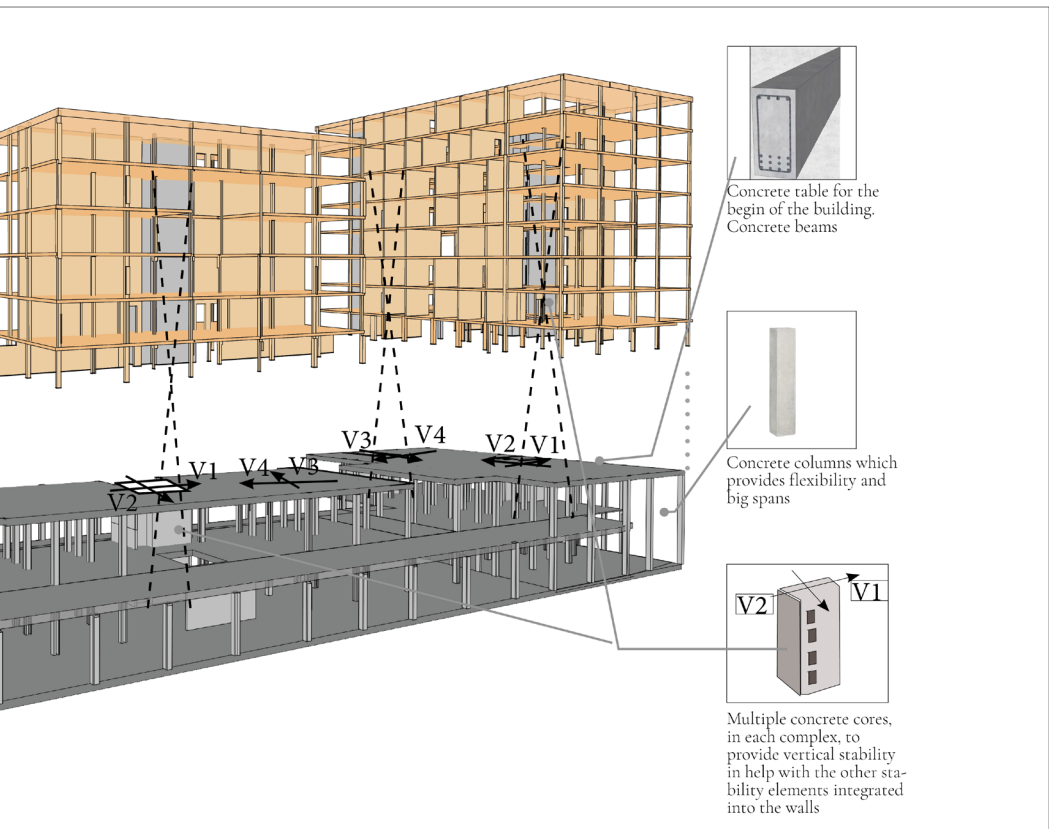 Concrete table for the
begin of the building.
Concrete beams
V3
V4
V2
V1
V1
V4
V3
V2
Concrete columns which
provides flexibility and
big spans
V2
V1
Multiple concrete cores,
in each complex, to
provide vertical stability
in help with the other sta-
bility elements integrated
into the walls